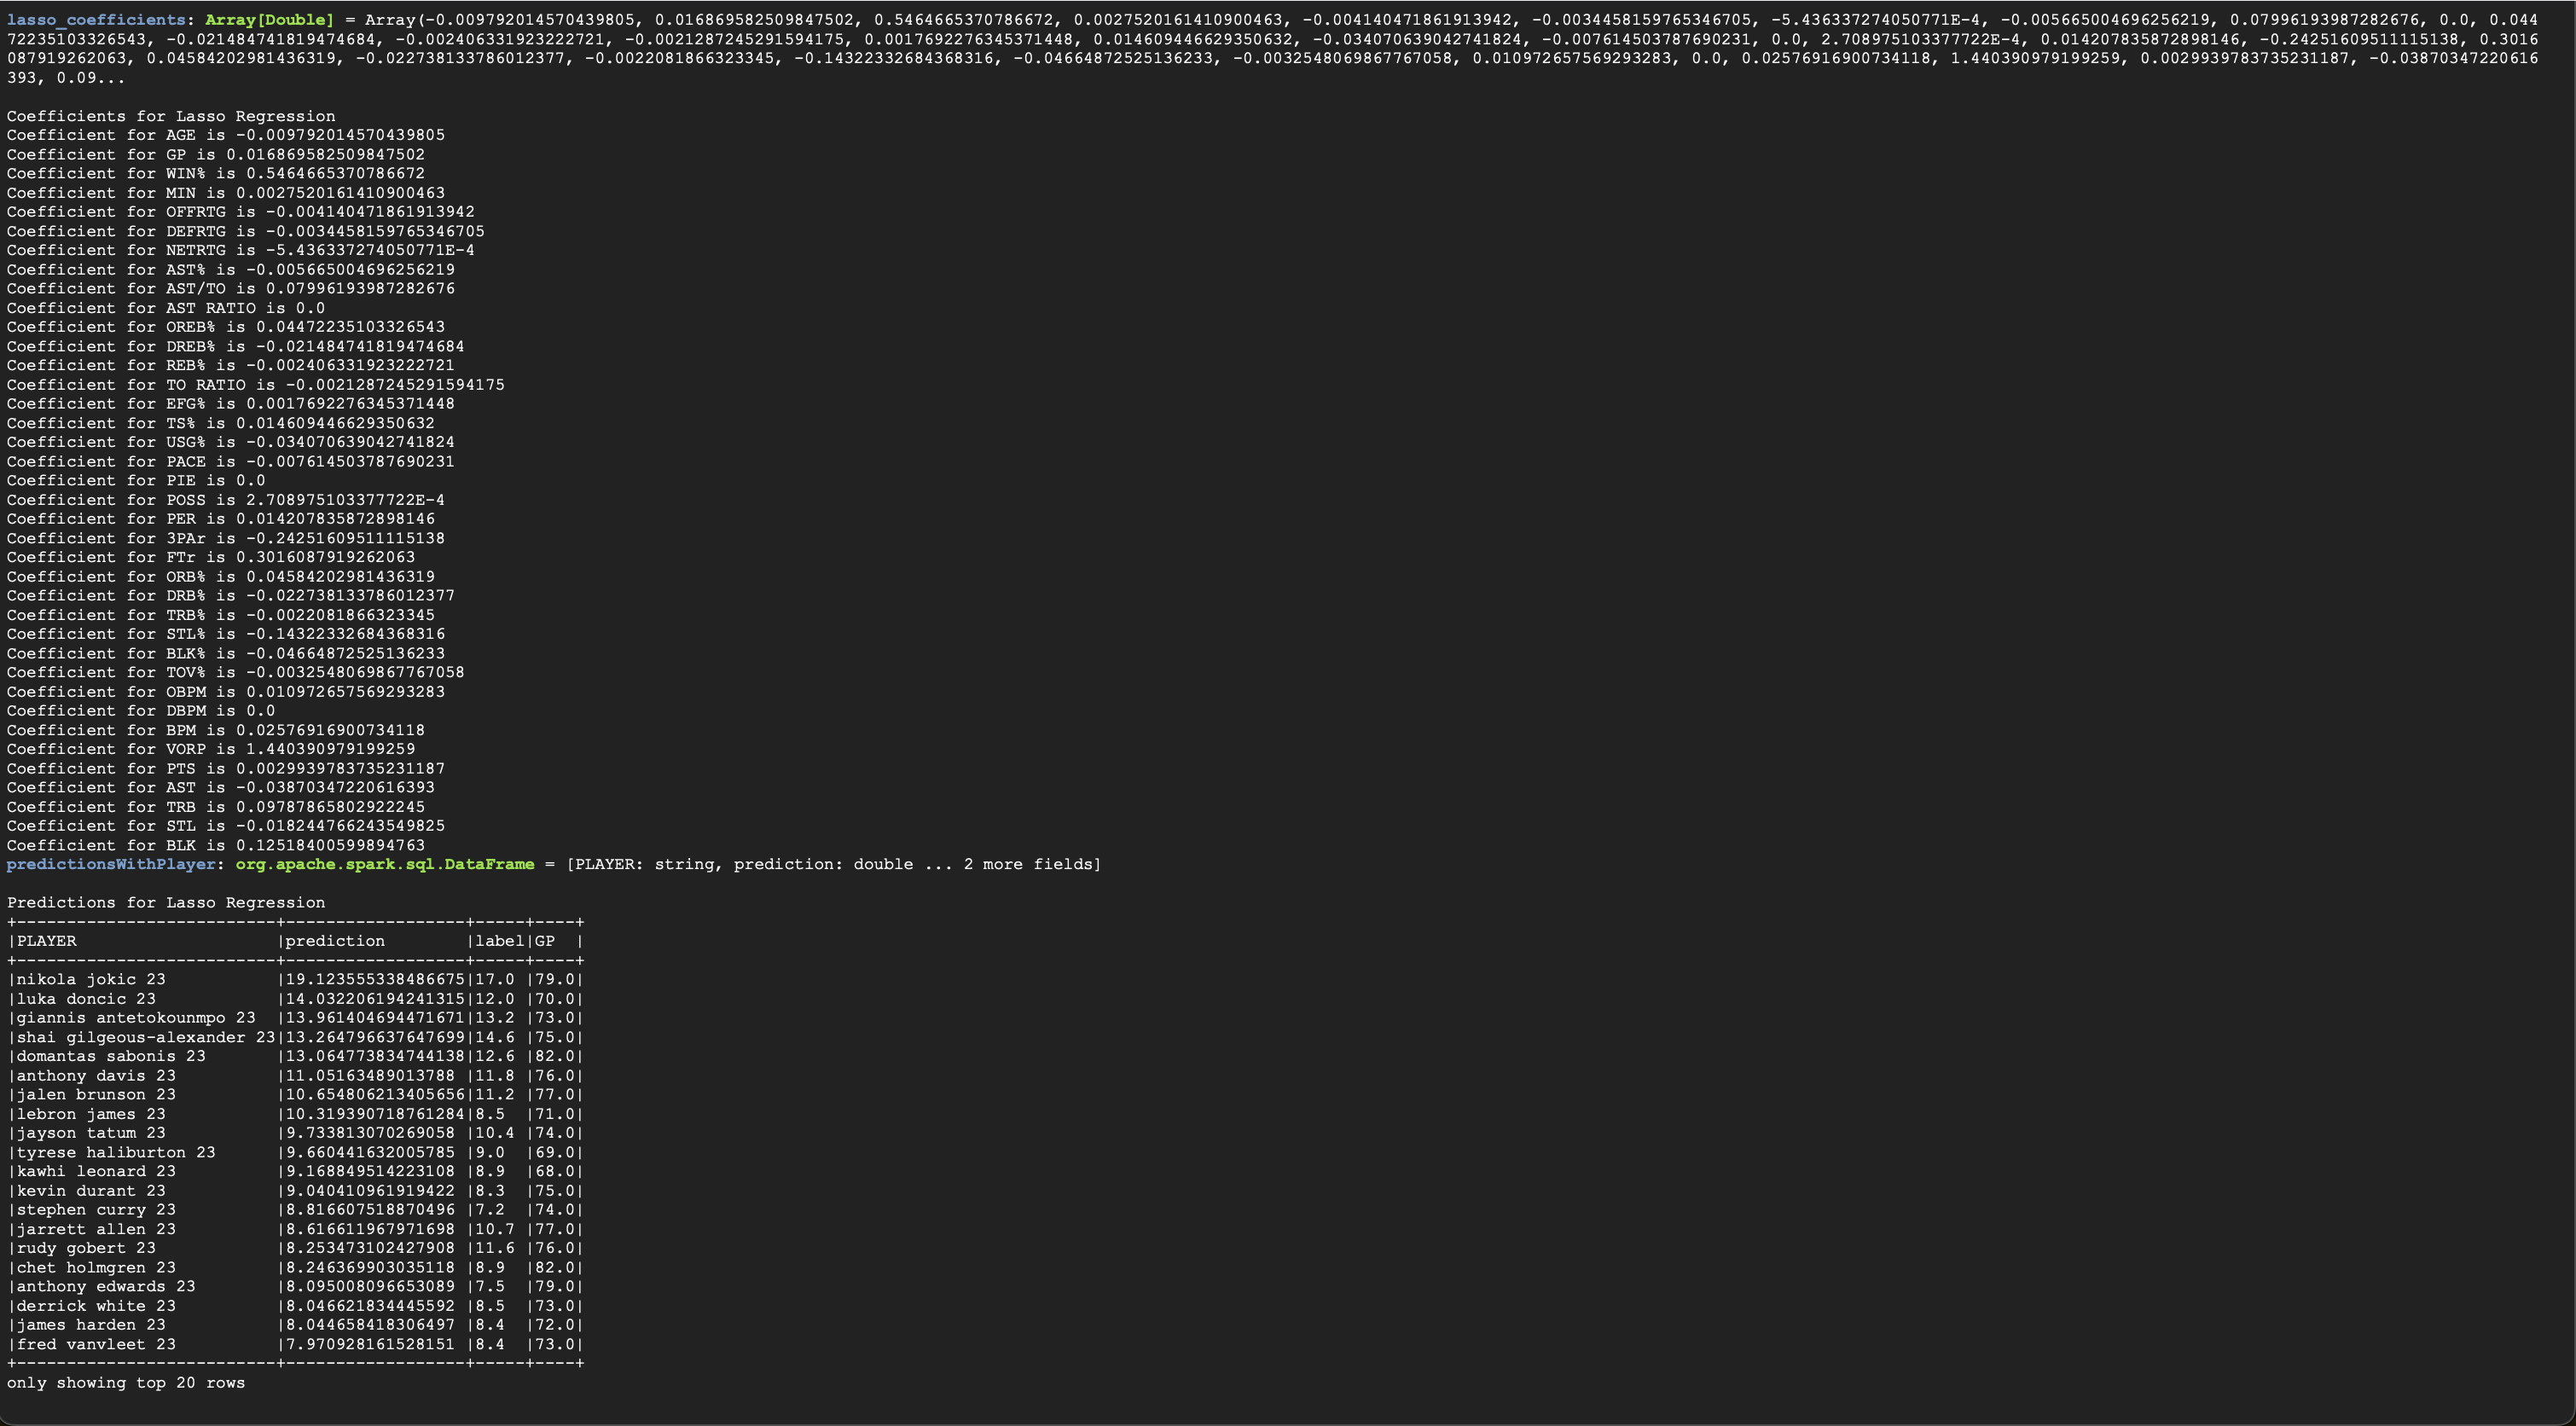 lasso_coefficients: Array[Double] = Array(-0.009792014570439805, 0.016869582509847502, 0.5464665370786672, 0.0027520161410900463, -0.004140471861913942, -0.0034458159765346705, -5.436337274050771E-4, -0.005665004696256219, 0.07996193987282676, 0.0, 0.044
72235103326543, -0.021484741819474684, -0.002406331923222721, -0.0021287245291594175, 0.0017692276345371448, 0.014609446629350632, -0.034070639042741824, -0.007614503787690231, 0.0, 2.708975103377722E-4, 0.014207835872898146, -0.24251609511115138, 0.3016
087919262063, 0.04584202981436319, -0.022738133786012377, -0.0022081866323345, -0.14322332684368316, -0.04664872525136233, -0.0032548069867767058, 0.010972657569293283, 0.0, 0.02576916900734118, 1.440390979199259, 0.0029939783735231187, -0.03870347220616
393, 0.09...
Coefficients for Lasso Regression
Coefficient for AGE is -0.009792014570439805
Coefficient for GP is 0.016869582509847502
Coefficient for WIN% is 0.5464665370786672
Coefficient for MIN is 0.0027520161410900463
Coefficient for OFFRTG is -0.004140471861913942
Coefficient for DEFRTG is -0.0034458159765346705
Coefficient for NETRTG is -5.436337274050771E-4
Coefficient for AST% is -0.005665004696256219
Coefficient for AST/TO is 0.07996193987282676
Coefficient for AST RATIO is 0.0
Coefficient for OREB% is 0.04472235103326543
Coefficient for DREB% is -0.021484741819474684
Coefficient for REB% is -0.002406331923222721
Coefficient for TO RATIO is -0.0021287245291594175
Coefficient for EFG% is 0.0017692276345371448
Coefficient for TS% is 0.014609446629350632
Coefficient for USG% is -0.034070639042741824
Coefficient for PACE is -0.007614503787690231
Coefficient for PIE is 0.0
Coefficient for POSS is 2.708975103377722E-4
Coefficient for PER is 0.014207835872898146
Coefficient for 3PAr is -0.24251609511115138
Coefficient for FTr is 0.3016087919262063
Coefficient for ORB% is 0.04584202981436319
Coefficient for DRB% is -0.022738133786012377
Coefficient for TRB% is -0.0022081866323345
Coefficient for STL% is -0.14322332684368316
Coefficient for BLK% is -0.04664872525136233
Coefficient for TOV% is -0.0032548069867767058
Coefficient for OBPM is 0.010972657569293283
Coefficient for DBPM is 0.0
Coefficient for BPM is 0.02576916900734118
Coefficient for VORP is 1.440390979199259
Coefficient for PTS is 0.0029939783735231187
Coefficient for AST is -0.03870347220616393
Coefficient for TRB is 0.09787865802922245
Coefficient for STL is -0.018244766243549825
Coefficient for BLK is 0.12518400599894763
predictionsWithPlayer: org.apache.spark.sql.DataFrame = [PLAYER: string, prediction: double ... 2 more fields]
Predictions for Lasso Regression
+--------------------------+------------------+-----+----+
|PLAYER                    |prediction        |label|GP  |
+--------------------------+------------------+-----+----+
|nikola jokic 23           |19.123555338486675|17.0 |79.0|
|luka doncic 23            |14.032206194241315|12.0 |70.0|
|giannis antetokounmpo 23  |13.961404694471671|13.2 |73.0|
|shai gilgeous-alexander 23|13.264796637647699|14.6 |75.0|
|domantas sabonis 23       |13.064773834744138|12.6 |82.0|
|anthony davis 23          |11.05163489013788 |11.8 |76.0|
|jalen brunson 23          |10.654806213405656|11.2 |77.0|
|lebron james 23           |10.319390718761284|8.5  |71.0|
|jayson tatum 23           |9.733813070269058 |10.4 |74.0|
|tyrese haliburton 23      |9.660441632005785 |9.0  |69.0|
|kawhi leonard 23          |9.168849514223108 |8.9  |68.0|
|kevin durant 23           |9.040410961919422 |8.3  |75.0|
|stephen curry 23          |8.816607518870496 |7.2  |74.0|
|jarrett allen 23          |8.616611967971698 |10.7 |77.0|
|rudy gobert 23            |8.253473102427908 |11.6 |76.0|
|chet holmgren 23          |8.246369903035118 |8.9  |82.0|
|anthony edwards 23        |8.095008096653089 |7.5  |79.0|
|derrick white 23          |8.046621834445592 |8.5  |73.0|
|james harden 23           |8.044658418306497 |8.4  |72.0|
|fred vanvleet 23          |7.970928161528151 |8.4  |73.0|
+--------------------------+------------------+-----+----+
only showing top 20 rows